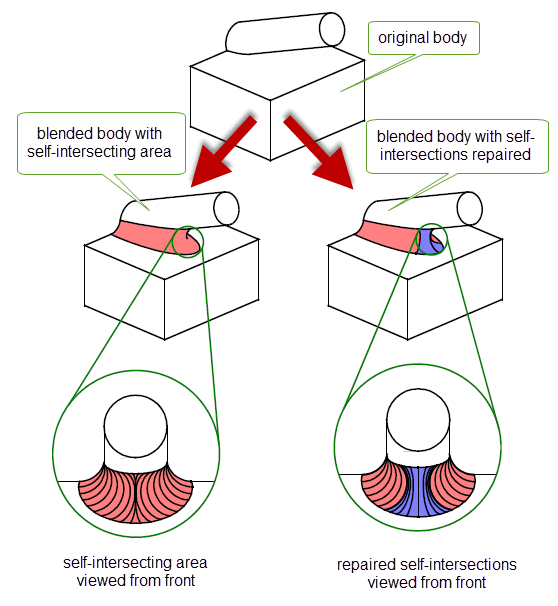 original body
blended body with
self-intersecting area
blended body with self-
intersections repaired
self-intersecting area
viewed from front
repaired self-intersections
viewed from front